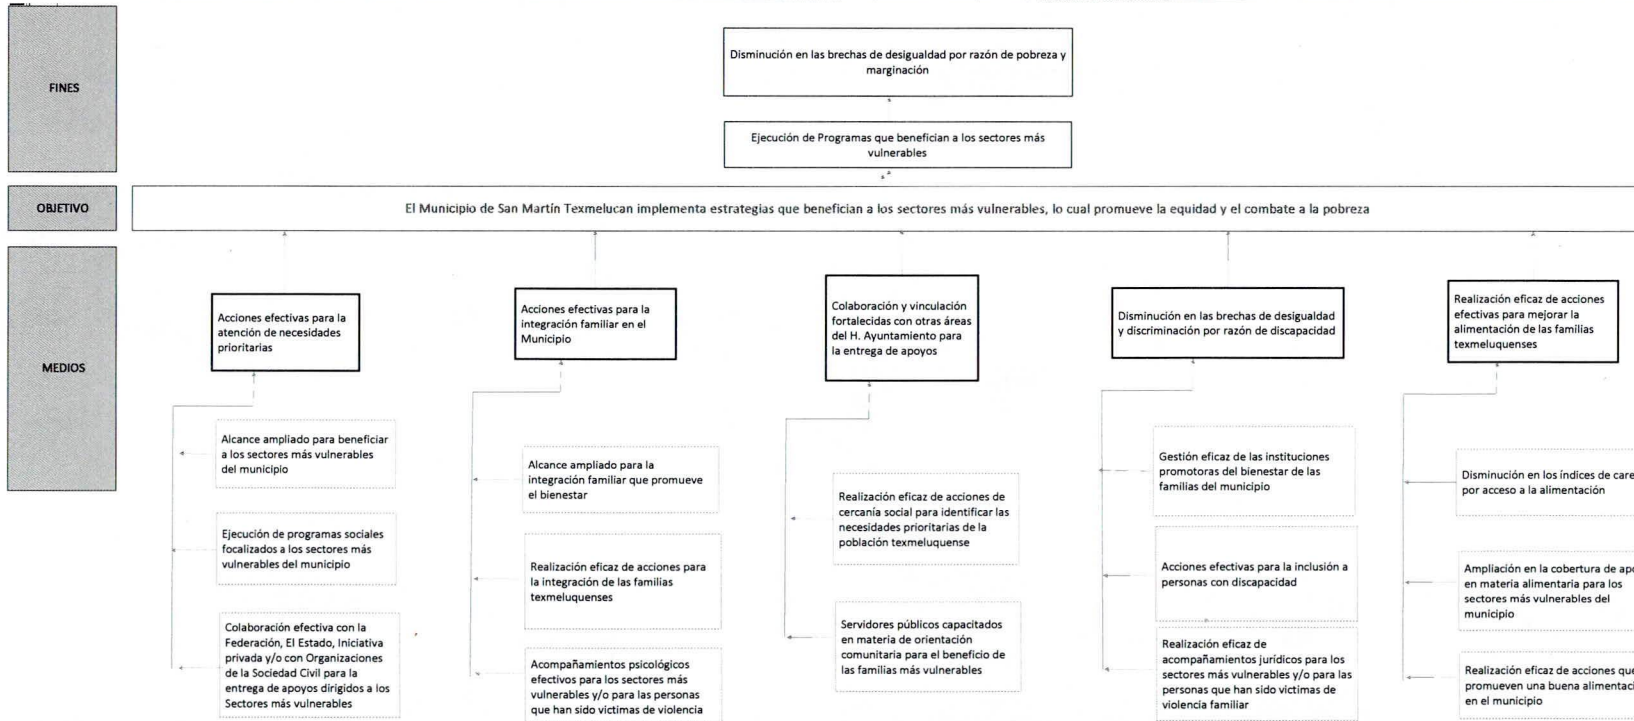 FINES
Disminución en las brechas de desigualdad por razón de pobreza y
marginación
Ejecución de Programas que benefician a los sectores más
vulnerables
OBJETIVO
El Municipio de San Martín Texmelucan implementa estrategias que benefician a los sectores más vulnerables, lo cual promueve la equidad y el combate a la pobreza
MEDIOS
Acciones efectivas para la
atención de necesidades
prioritarias
Alcance ampliado para beneficiar
a los sectores más vulnerables
del municipio
Ejecución de programas sociales
focalizados a los sectores más
vulnerables del municipio
Colaboración efectiva con la
Federación, El Estado, Iniciativa
privada y/o con Organizaciones
de la Sociedad Civil para la
entrega de apoyos dirigidos a los
Sectores más vulnerables
Acciones efectivas para la
integración familiar en el
Municipio
Alcance ampliado para la
integración familiar que promueve
el bienestar
Realización eficaz de acciones para
la integración de las familias
texmeluquenses
Acompañamientos psicológicos
efectivos para los sectores más
vulnerables y/o para las personas
que han sido victimas de violencia
Colaboración y vinculación
fortalecidas con otras áreas
del H. Ayuntamiento para
la entrega de apoyos
Realización eficaz de acciones de
cercanía social para identificar las
necesidades prioritarias de la
población texmeluquense
Servidores públicos capacitados
en materia de orientación
comunitaria para el beneficio de
las familias más vulnerables
Disminución en las brechas de desigualdad
y discriminación por razón de discapacidad
Gestión eficaz de las instituciones
promotoras del bienestar de las
familias del municipio
Acciones efectivas para la inclusión a
personas con discapacidad
Realización eficaz de
acompañamientos jurídicos para los
sectores más vulnerables y/o para las
personas que han sido victimas de
violencia familiar
Realización eficaz de acciones
efectivas para mejorar la
alimentación de las familias
texmeluquenses
Disminución en los índices de care
por acceso a la alimentación
Ampliación en la cobertura de apo
en materia alimentaria para los
sectores más vulnerables del
municipio
Realización eficaz de acciones que
promueven una buena alimentaci
en el municipio